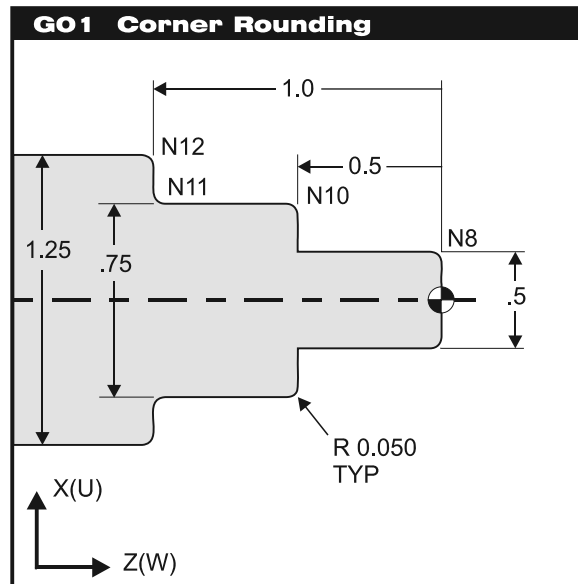 G01 Corner Rounding
1.0
N12
0.5
N11
N10
N8
1.25
.75
.5
R 0.050
TYP
X(U)
Z(W)